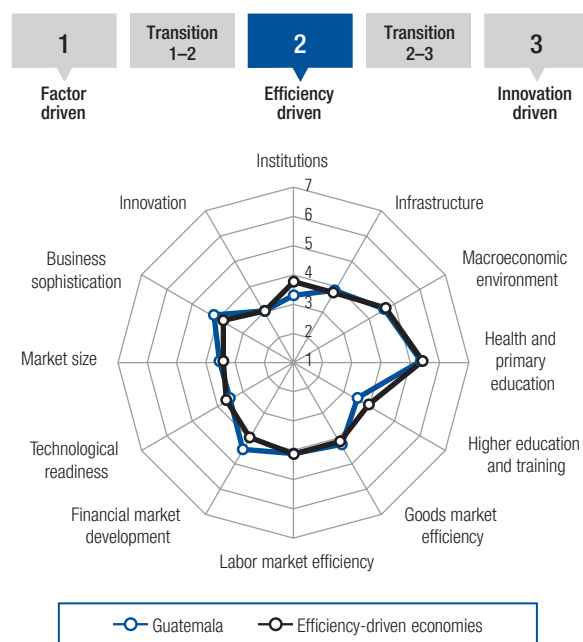 1
Transition
1–2
2
Transition
2–3
3
Factor
driven
Efficiency
driven
Innovation
driven
Institutions
7
6
5
4
3
2
1
Infrastructure
Macroeconomic
environment
Health and
primary
education
Higher education
and training
Goods market
efficiency
Labor market efficiency
Financial market
development
Technological
readiness
Market size
Business
sophistication
Innovation
Guatemala
Efficiency-driven economies